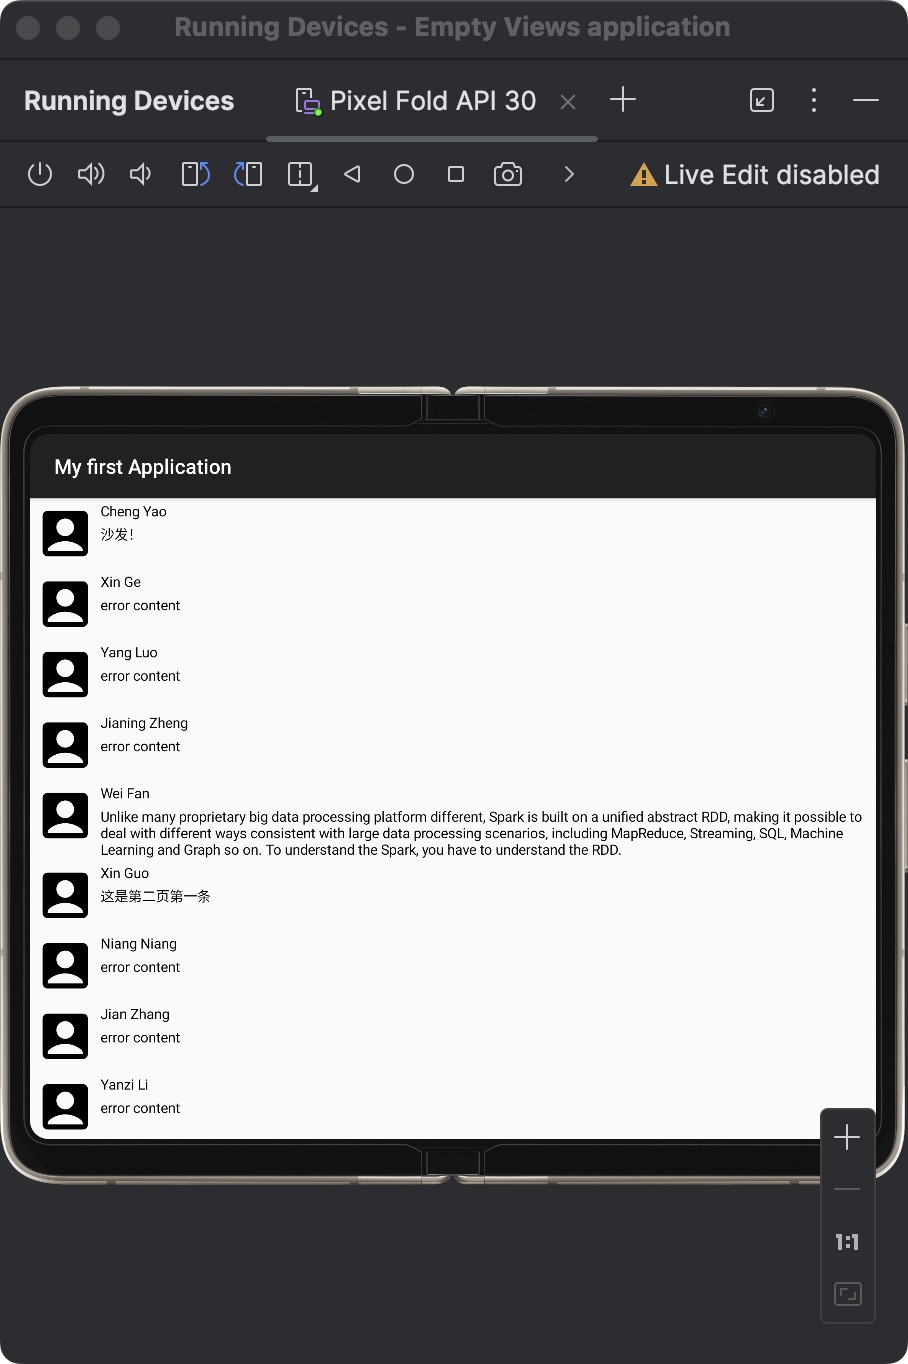 Running Devices - Empty Views application
Running Devices
Pixel Fold API 30
Live Edit disabled
My first Application
Cheng Yao
沙发！
Xin Ge
error content
Yang Luo
error content
Jianing Zheng
error content
Wei Fan
Unlike many proprietary big data processing platform different, Spark is built on a unified abstract RDD, making it possible to
deal with different ways consistent with large data processing scenarios, including MapReduce, Streaming, SQL, Machine
Learning and Graph so on. To understand the Spark, you have to understand the RDD.
Xin Guo
这是第二页第一条
Niang Niang
error content
Jian Zhang
error content
Yanzi Li
error content
1:1